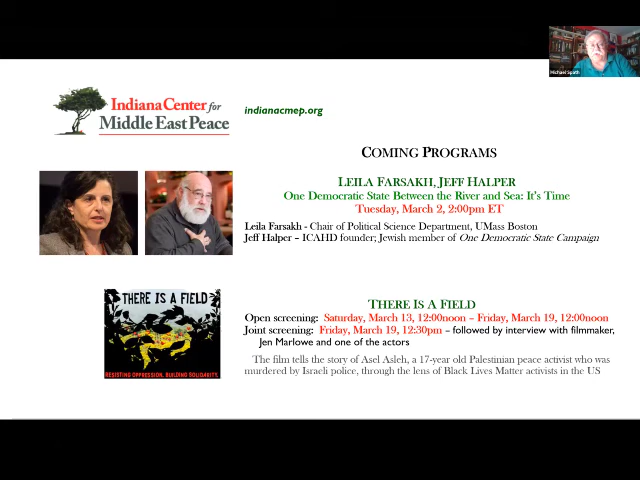 Michael Spath
Indiana Center for
Middle East Peace
indianacmep.org
COMING PROGRAMS
LEILA FARSAKH, JEFF HALPER
One Democratic State Between the River and Sea: It's Time
Tuesday, March 2, 2:00pm ET
Leila Farsakh - Chair of Political Science Department, UMass Boston
Jeff Halper – ICAHD founder; Jewish member of One Democratic State Campaign
THERE IS A FIELD
RESISTING OPPRESSION. BUILDING SOLIDARITY.
THERE IS A FIELD
Open screening: Saturday, March 13, 12:00noon – Friday, March 19, 12:00noon
Joint screening: Friday, March 19, 12:30pm – followed by interview with filmmaker,
Jen Marlowe and one of the actors
The film tells the story of Asel Asleh, a 17-year old Palestinian peace activist who was
murdered by Israeli police, through the lens of Black Lives Matter activists in the US